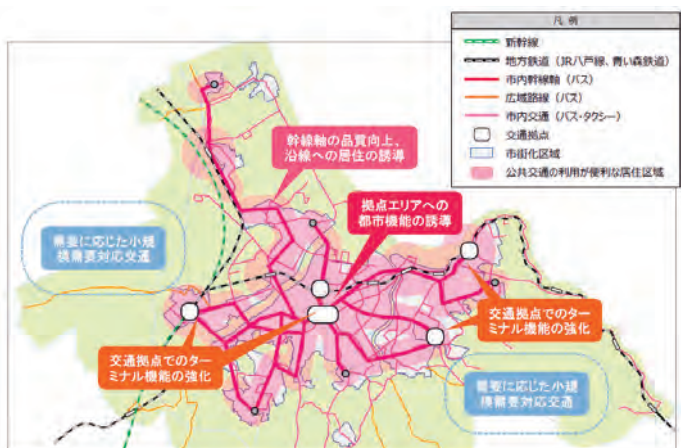 凡 例
新幹線
地方鉄道（JR八戸線、青い森鉄道）
市内幹線軸（バス）
広域路線（バス）
市内交通（バス・タクシー）
交通拠点
市街化区域
公共交通の利用が便利な居住区域
幹線軸の品質向上、
沿線への居住の誘導
拠点エリアへの
都市機能の誘導
需要に応じた小規
模需要対応交通
交通拠点でのター
ミナル機能の強化
交通拠点でのター
ミナル機能の強化
需要に応じた小規
模需要対応交通